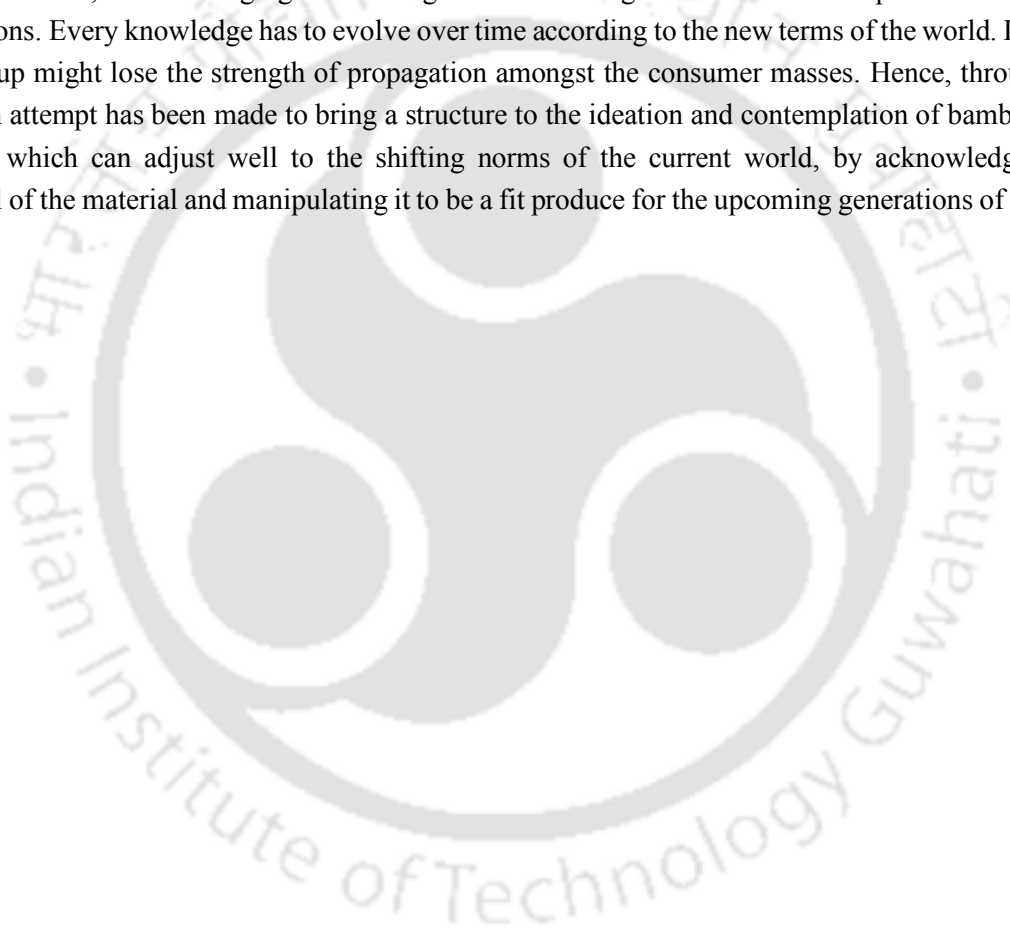 ons. Every knowledge has to evolve over time according to the new terms of the world. I
up might lose the strength of propagation amongst the consumer masses. Hence, throu
attempt has been made to bring a structure to the ideation and contemplation of bamb
which can adjust well to the shifting norms of the current world, by acknowledg
of the material and manipulating it to be a fit produce for the upcoming generations of
Indian Institute of Technology Guwahati